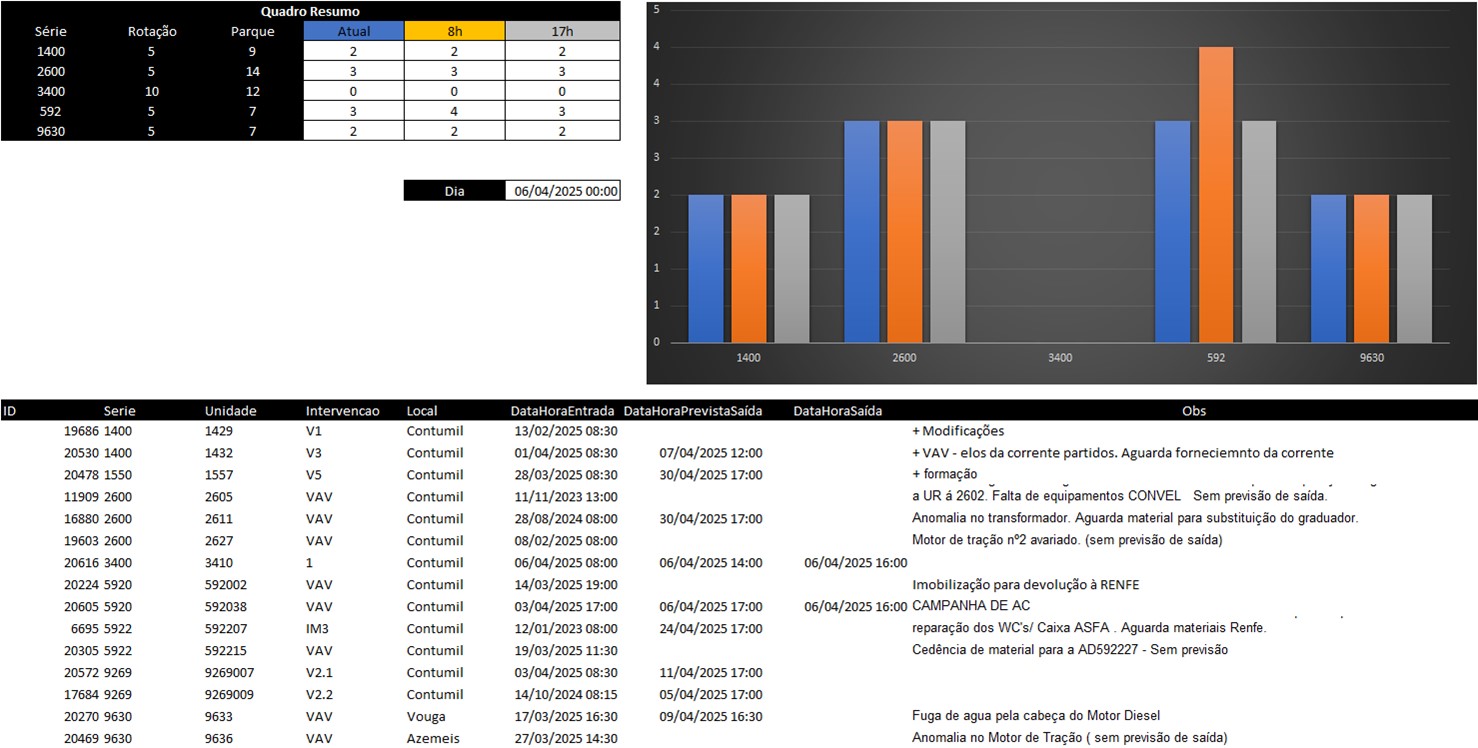 Quadro Resumo
Série Rotação Parque Atual 8h 17h
1400 5 9 2 2 2
2600 5 14 3 3 3
3400 10 12 0 0 0
592 5 7 3 4 3
9630 5 7 2 2 2
Dia 06/04/2025 00:00
5
4
4
3
3
2
2
1
1
0
1400 2600 3400 592 9630
ID Serie Unidade Intervencao Local DataHoraEntrada DataHoraPrevistaSaída DataHoraSaída Obs
19686 1400 1429 V1 Contumil 13/02/2025 08:30 + Modificações
20530 1400 1432 V3 Contumil 01/04/2025 08:30 07/04/2025 12:00 + VAV - elos da corrente partidos. Aguarda forneciemnto da corrente
20478 1550 1557 V5 Contumil 28/03/2025 08:30 30/04/2025 17:00 + formação
11909 2600 2605 VAV Contumil 11/11/2023 13:00 a UR á 2602. Falta de equipamentos CONVEL Sem previsão de saída.
16880 2600 2611 VAV Contumil 28/08/2024 08:00 30/04/2025 17:00 Anomalia no transformador. Aguarda material para substituição do graduador.
19603 2600 2627 VAV Contumil 08/02/2025 08:00 Motor de tração nº2 avariado. (sem previsão de saída)
20616 3400 3410 1 Contumil 06/04/2025 08:00 06/04/2025 14:00 06/04/2025 16:00
20224 5920 592002 VAV Contumil 14/03/2025 19:00 Imobilização para devolução à RENFE
20605 5920 592038 VAV Contumil 03/04/2025 17:00 06/04/2025 17:00 06/04/2025 16:00 CAMPANHA DE AC
6695 5922 592207 IM3 Contumil 12/01/2023 08:00 24/04/2025 17:00 reparação dos WC's/ Caixa ASFA . Aguarda materiais Renfe.
20305 5922 592215 VAV Contumil 19/03/2025 11:30 Cedência de material para a AD592227 - Sem previsão
20572 9269 9269007 V2.1 Contumil 03/04/2025 08:30 11/04/2025 17:00
17684 9269 9269009 V2.2 Contumil 14/10/2024 08:15 05/04/2025 17:00
20270 9630 9633 VAV Vouga 17/03/2025 16:30 09/04/2025 16:30 Fuga de agua pela cabeça do Motor Diesel
20469 9630 9636 VAV Azemeis 27/03/2025 14:30 Anomalia no Motor de Tração ( sem previsão de saída)